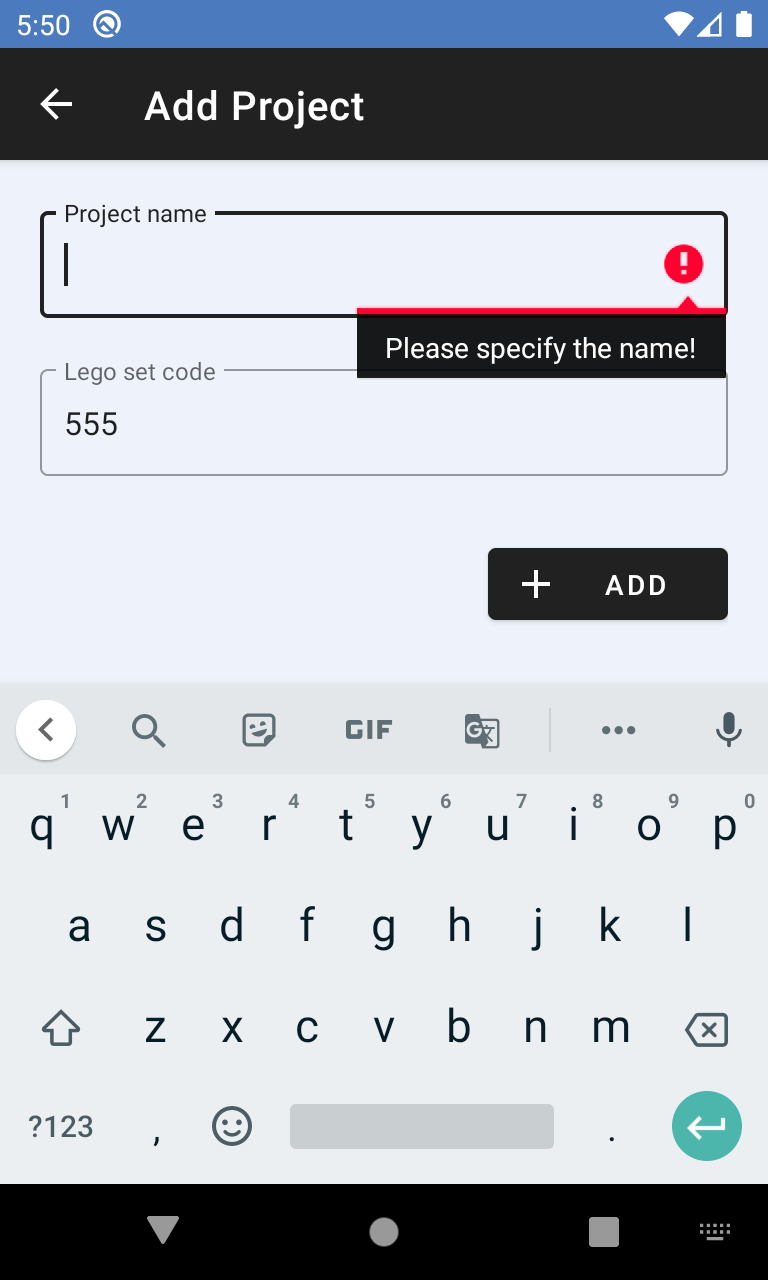 5:50
Add Project
Project name
Please specify the name!
Lego set code
555
ADD
GIF
G
q 1 w 2 e 3 r 4 t 5 y 6 u 7 i 8 o 9 p 0
a s d f g h j k l
z x c v b n m
?123 , .